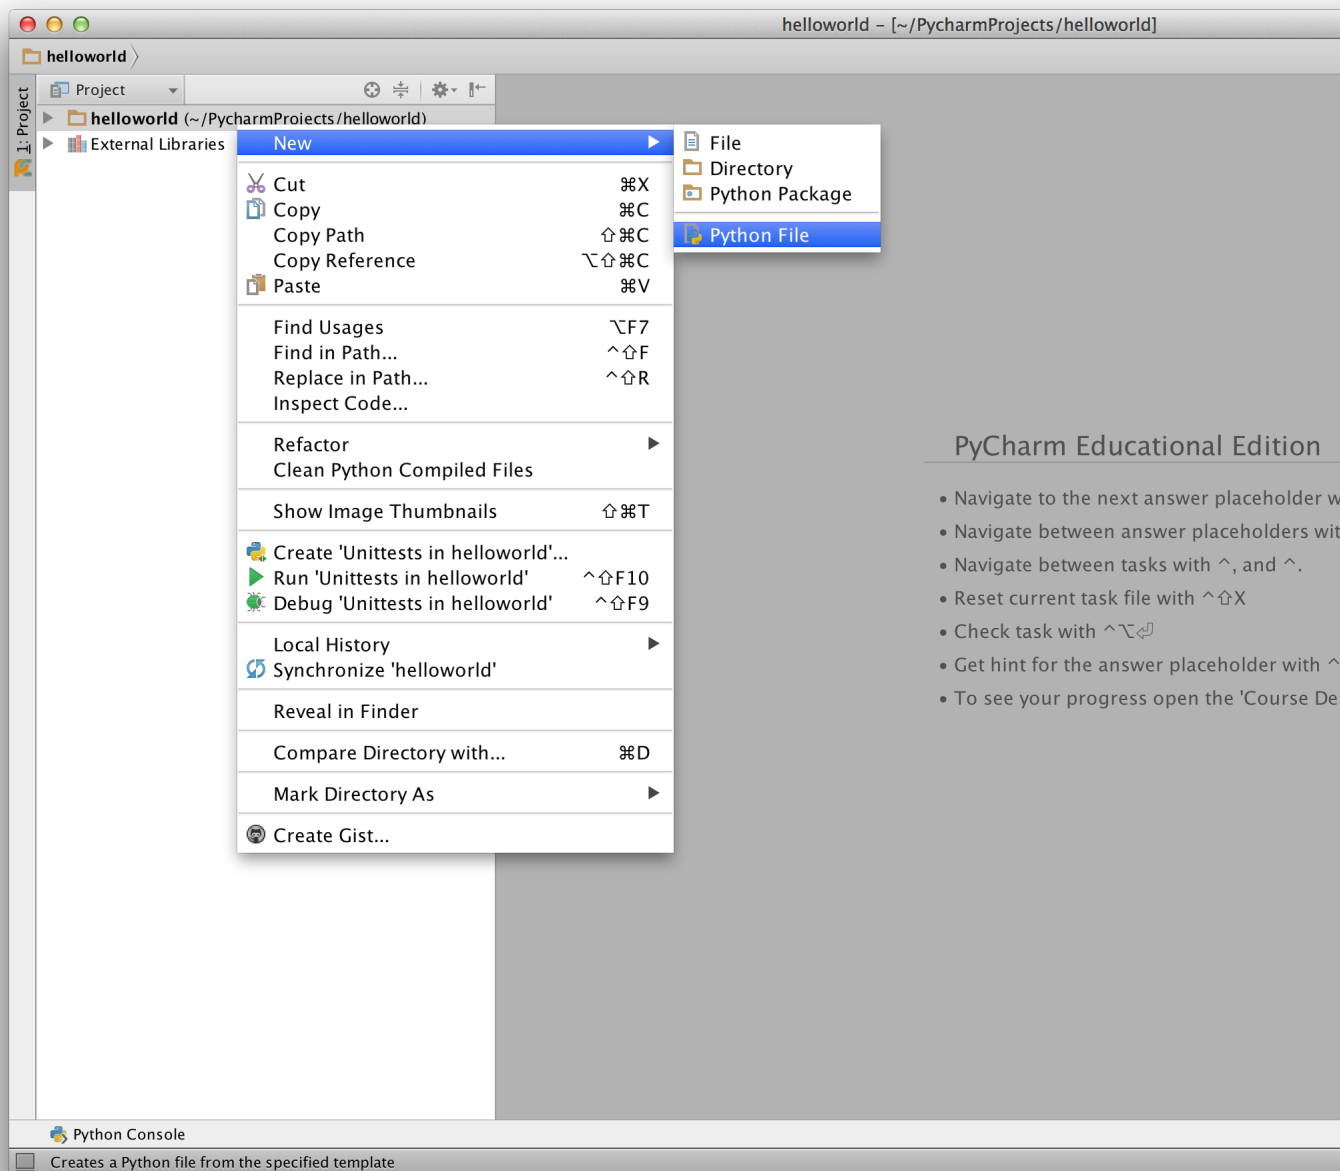 helloworld – [~/PycharmProjects/helloworld]
helloworld
Project
1: Project
helloworld (~/PycharmProjects/helloworld)
External Libraries
New
Cut ⌘X
Copy ⌘C
Copy Path ⇧⌘C
Copy Reference ⌥⇧⌘C
Paste ⌘V
Find Usages ⌥F7
Find in Path... ^⇧F
Replace in Path... ^⇧R
Inspect Code...
Refactor
Clean Python Compiled Files
Show Image Thumbnails ⇧⌘T
Create 'Unittests in helloworld'...
Run 'Unittests in helloworld' ^⇧F10
Debug 'Unittests in helloworld' ^⇧F9
Local History
Synchronize 'helloworld'
Reveal in Finder
Compare Directory with... ⌘D
Mark Directory As
Create Gist...
File
Directory
Python Package
Python File
PyCharm Educational Edition
• Navigate to the next answer placeholder w
• Navigate between answer placeholders wit
• Navigate between tasks with ^, and ^.
• Reset current task file with ^⇧X
• Check task with ^⌥⏎
• Get hint for the answer placeholder with ^
• To see your progress open the 'Course De
Python Console
Creates a Python file from the specified template